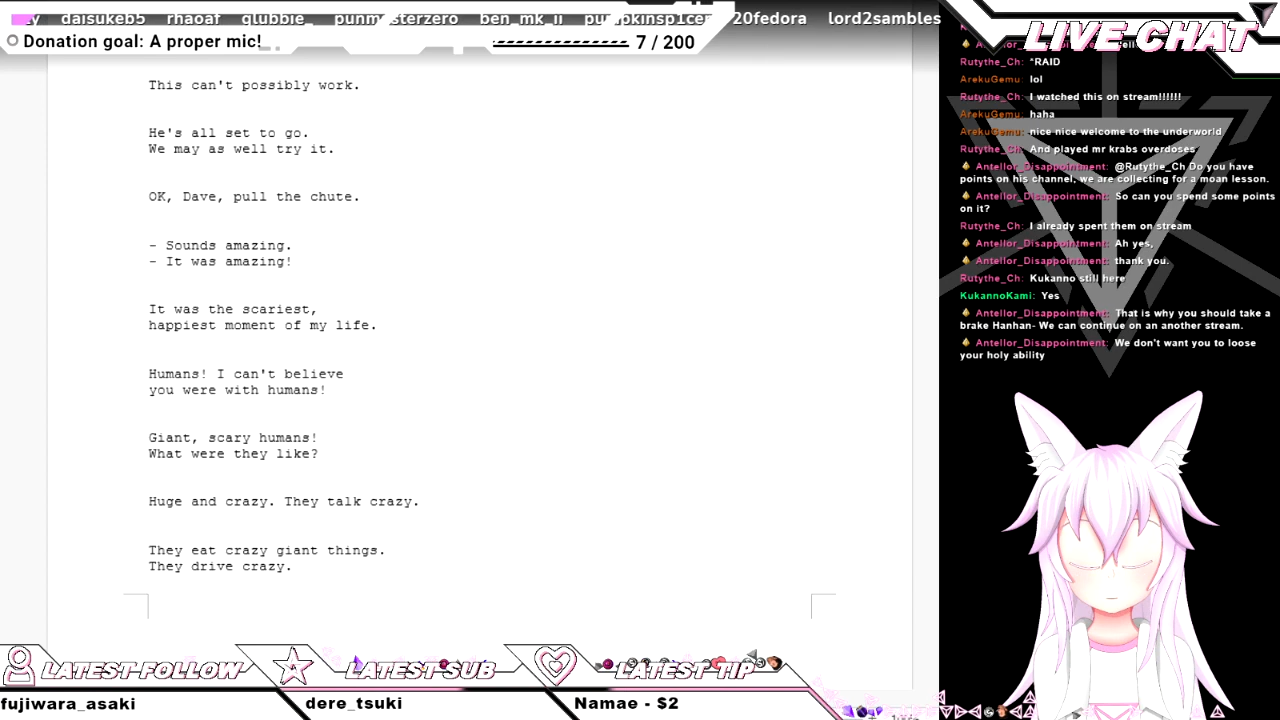 daisukeb5 rhaoaf qlubbie_ ben_mk_ii 20fedora lord2sambles
Donation goal: A proper mic!
7 / 200
This can't possibly work.
He's all set to go.
We may as well try it.
OK, Dave, pull the chute.
- Sounds amazing.
- It was amazing!
It was the scariest,
happiest moment of my life.
Humans! I can't believe
you were with humans!
Giant, scary humans!
What were they like?
Huge and crazy. They talk crazy.
They eat crazy giant things.
They drive crazy.
LATEST FOLLOW
LATEST SUB
LATEST TIP
fujiwara_asaki
dere_tsuki
Namae - $2
LIVE CHAT
Rutythe_Ch: *RAID
ArekuGemu: lol
Rutythe_Ch: I watched this on stream!!!!!!
ArekuGemu: haha
ArekuGemu: nice nice welcome to the underworld
Rutythe_Ch: And played mr krabs overdoses
Antellor_Disappointment: @Rutythe_Ch Do you have
points on his channel, we are collecting for a moan lesson.
Antellor_Disappointment: So can you spend some points
on it?
Rutythe_Ch: I already spent them on stream
Antellor_Disappointment: Ah yes,
Antellor_Disappointment: thank you.
Rutythe_Ch: Kukanno still here
KukannoKami: Yes
Antellor_Disappointment: That is why you should take a
brake Hanhan- We can continue on an another stream.
Antellor_Disappointment: We don't want you to loose
your holy ability